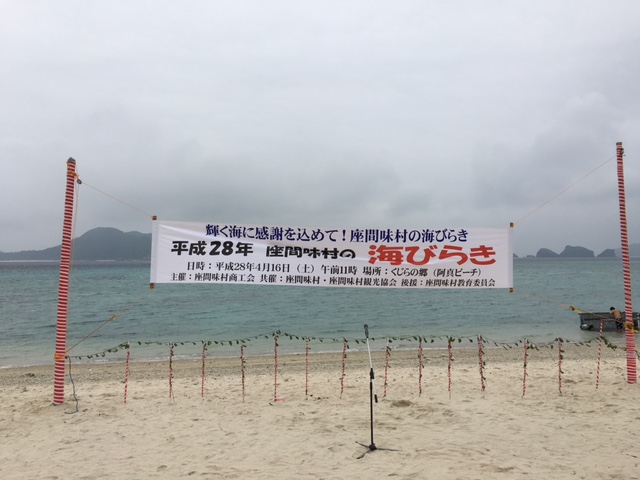 輝く海に感謝を込めて！座間味村の海びらき
平成28年 座間味村の 海びらき
日時：平成28年4月16日（土）午前11時 場所：くじらの郷（阿真ビーチ）
主催：座間味村商工会 共催：座間味村・座間味村観光協会 後援：座間味村教育委員会